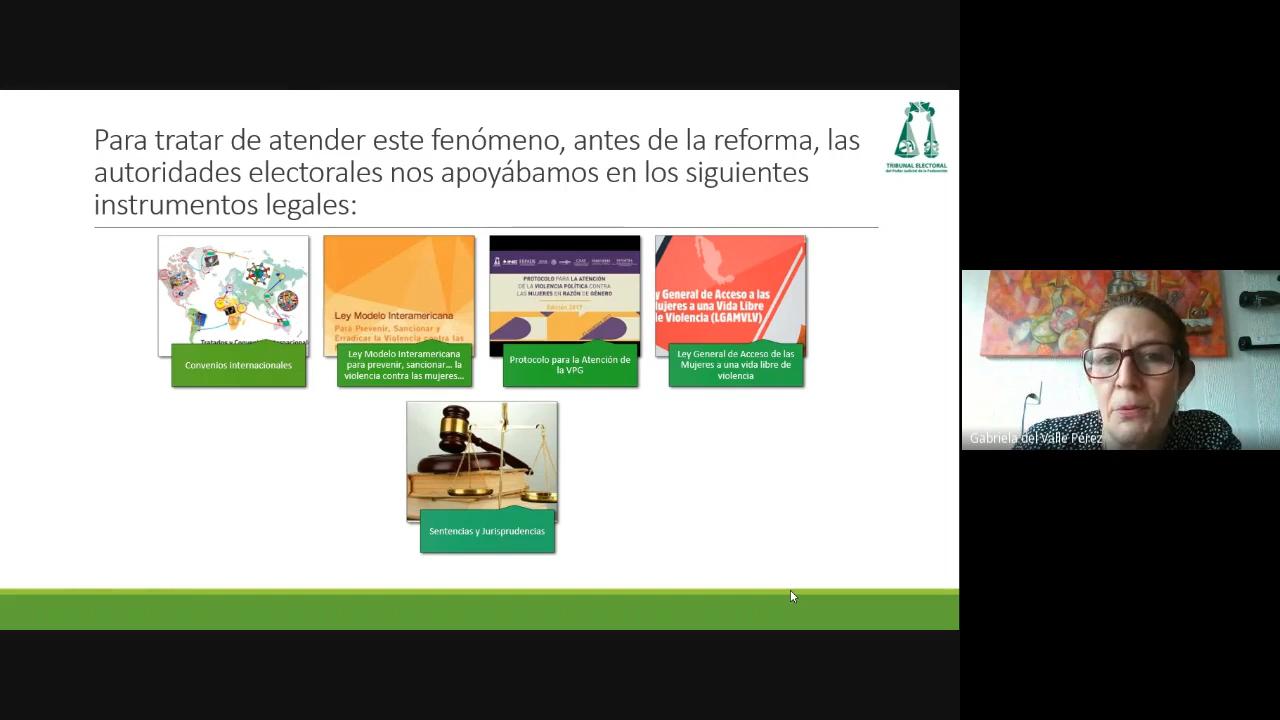 Para tratar de atender este fenómeno, antes de la reforma, las
autoridades electorales nos apoyábamos en los siguientes
instrumentos legales:
TRIBUNAL ELECTORAL
del Poder Judicial de la Federación
Tratados y Convenios Internacional
Convenios Internacionales
Ley Modelo Interamericana
Para Prevenir, Sancionar y
Erradicar la Violencia contra las
Ley Modelo Interamericana
para prevenir, sancionar... la
violencia contra las mujeres...
INE
FEPADE
PROTOCOLO PARA LA ATENCIÓN
DE LA VIOLENCIA POLÍTICA CONTRA
LAS MUJERES EN RAZÓN DE GÉNERO
Edición 2017
Protocolo para la Atención de
la VPG
y General de Acceso a las
Mujeres a una Vida Libre
de Violencia (LGAMVLV)
Ley General de Acceso de las
Mujeres a una vida libre de
violencia
Sentencias y Jurisprudencias
Gabriela del Valle Pérez